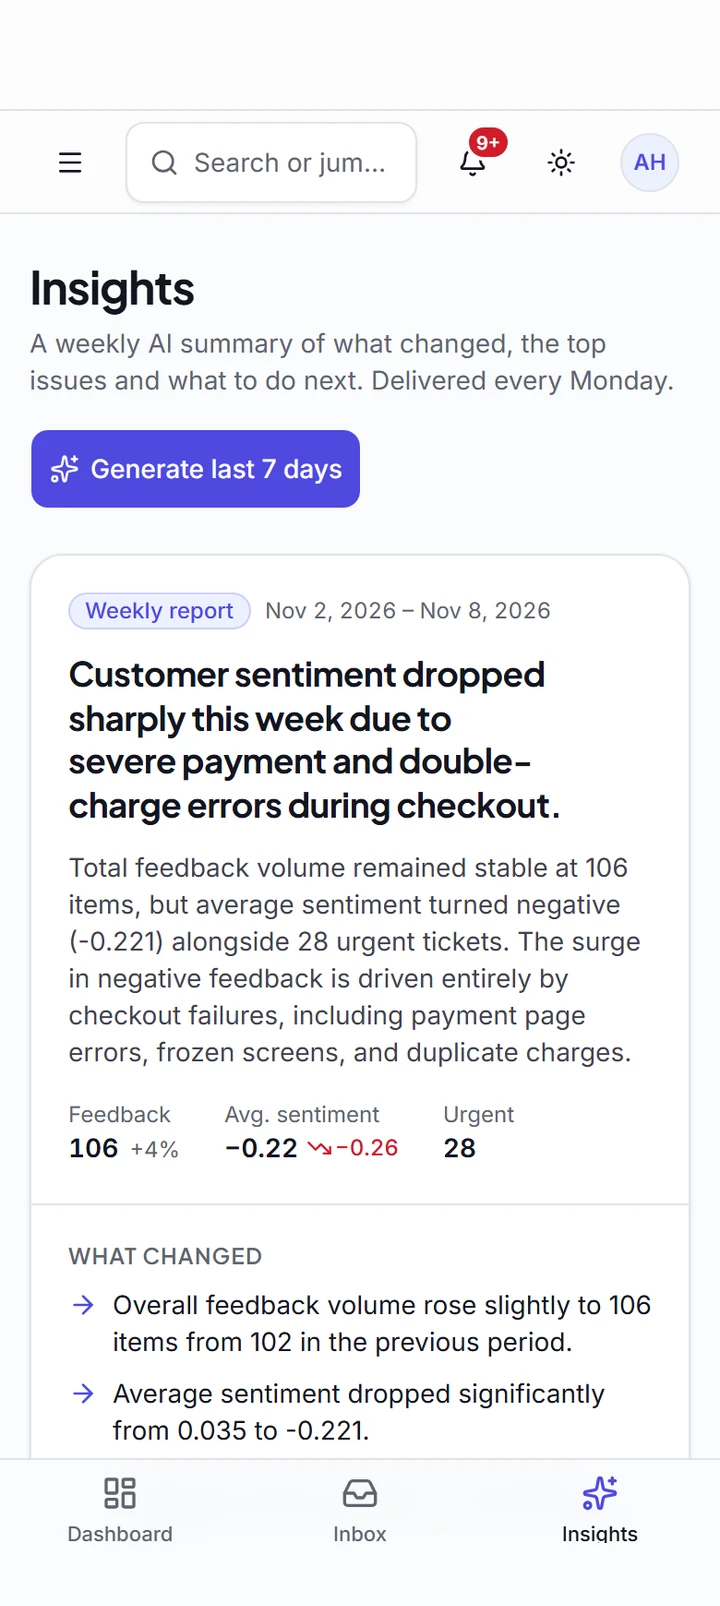 9+
Search or jum...
AH
Insights
A weekly AI summary of what changed, the top
issues and what to do next. Delivered every Monday.
Generate last 7 days
Weekly report Nov 2, 2026 – Nov 8, 2026
Customer sentiment dropped
sharply this week due to
severe payment and double-
charge errors during checkout.
Total feedback volume remained stable at 106
items, but average sentiment turned negative
(-0.221) alongside 28 urgent tickets. The surge
in negative feedback is driven entirely by
checkout failures, including payment page
errors, frozen screens, and duplicate charges.
Feedback Avg. sentiment Urgent
106 +4% −0.22 −0.26 28
WHAT CHANGED
Overall feedback volume rose slightly to 106
items from 102 in the previous period.
Average sentiment dropped significantly
from 0.035 to -0.221.
Dashboard Inbox Insights